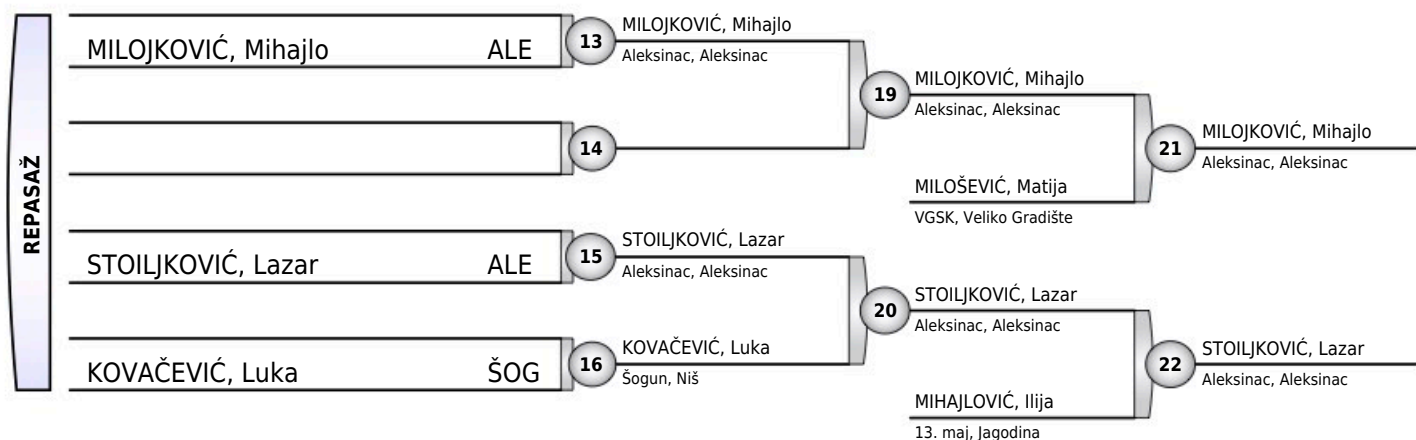 REPASAŽ
MILOJKOVIĆ, Mihajlo ALE
13
MILOJKOVIĆ, Mihajlo
Aleksinac, Aleksinac
14
19
MILOJKOVIĆ, Mihajlo
Aleksinac, Aleksinac
MILOŠEVIĆ, Matija
VGSK, Veliko Gradište
21
MILOJKOVIĆ, Mihajlo
Aleksinac, Aleksinac
STOILJKOVIĆ, Lazar ALE
15
STOILJKOVIĆ, Lazar
Aleksinac, Aleksinac
KOVAČEVIĆ, Luka ŠOG
16
KOVAČEVIĆ, Luka
Šogun, Niš
20
STOILJKOVIĆ, Lazar
Aleksinac, Aleksinac
MIHAJLOVIĆ, Ilija
13. maj, Jagodina
22
STOILJKOVIĆ, Lazar
Aleksinac, Aleksinac